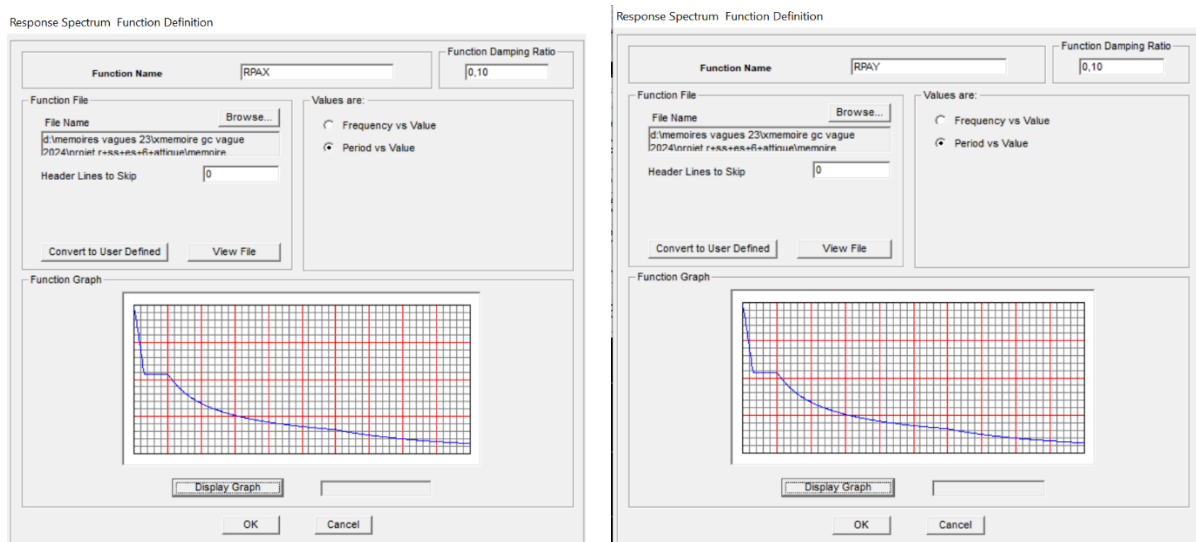 Response Spectrum Function Definition
Function Name
RPAX
Function Damping Ratio
0,10
Function File
File Name
Browse...
d:\memoires vagues 23\xmemoire gc vague
2024\projet r+ss+es+6+attique\memoire
Header Lines to Skip
0
Convert to User Defined
View File
Values are:
Frequency vs Value
Period vs Value
Function Graph
Display Graph
OK
Cancel
Response Spectrum Function Definition
Function Name
RPAY
Function Damping Ratio
0,10
Function File
File Name
Browse...
d:\memoires vagues 23\xmemoire gc vague
2024\projet r+ss+es+6+attique\memoire
Header Lines to Skip
0
Convert to User Defined
View File
Values are:
Frequency vs Value
Period vs Value
Function Graph
Display Graph
OK
Cancel